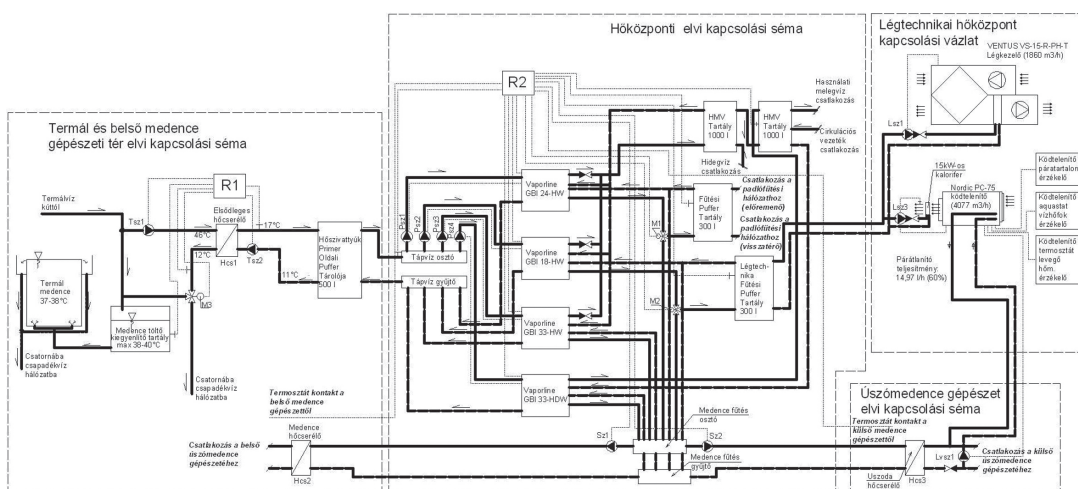 Termál és belső medence
gépészeti tér elvi kapcsolási séma
R1
Termálvíz
kúttól
Tsz1
46°C
12°C
Elsődleges
hőcserélő
17°C
Hcs1
Tsz2
11°C
M3
Termál
medence
37-38°C
Medence töltő
kiegyenlítő tartály
máx 38-40°C
Csatornába
csapadékvíz
hálózatba
Csatornába
csapadékvíz
hálózatba
Hőszivattyúk
Primer
Oldali
Puffer
Tárolója
500 l
Hőközponti elvi kapcsolási séma
R2
Psz1
Psz2
Psz3
Psz4
Tápvíz osztó
Tápvíz gyűjtő
Vaporline
GBI 24-HW
Vaporline
GBI 18-HW
Vaporline
GBI 33-HW
Vaporline
GBI 33-HDW
HMV
Tartály
1000 l
HMV
Tartály
1000 l
Használati
melegvíz
csatlakozás
Cirkulációs
vezeték
csatlakozás
Hidegvíz
csatlakozás
M1
Fűtési
Puffer
Tartály
300 l
Csatlakozás a
padlófűtési
hálózathoz
(előremenő)
Csatlakozás a
padlófűtési
hálózathoz
(visszatérő)
M2
Légtech-
nika
Fűtési
Puffer
Tartály
300 l
Termosztát kontakt a
belső medence
gépészettől
Csatlakozás a belső
úszómedence
gépészetéhez
Medence
hőcserélő
Hcs2
Sz1
Sz2
Medence fűtés
osztó
Medence fűtés
gyűjtő
Légtechnikai hőközpont
kapcsolási vázlat
VENTUS VS-15-R-PH-T
Légkezelő (1860 m3/h)
Lsz1
15kW-os
kalorifer
Lsz3
Nordic PC-75
ködtelenítő
(4077 m3/h)
Párátlanító
teljesítmény:
14,97 l/h (60%)
Ködtelenítő
páratartalom
érzékelő
Ködtelenítő
aquastat
vízhőfok
érzékelő
Ködtelenítő
termosztát
levegő
hőm.
érzékelő
Úszómedence gépészet
elvi kapcsolási séma
Termosztát kontakt a
külső medence
gépészettől
Uszoda
hőcserélő
Hcs3
Lvsz1
Csatlakozás a külső
úszómedence
gépészetéhez